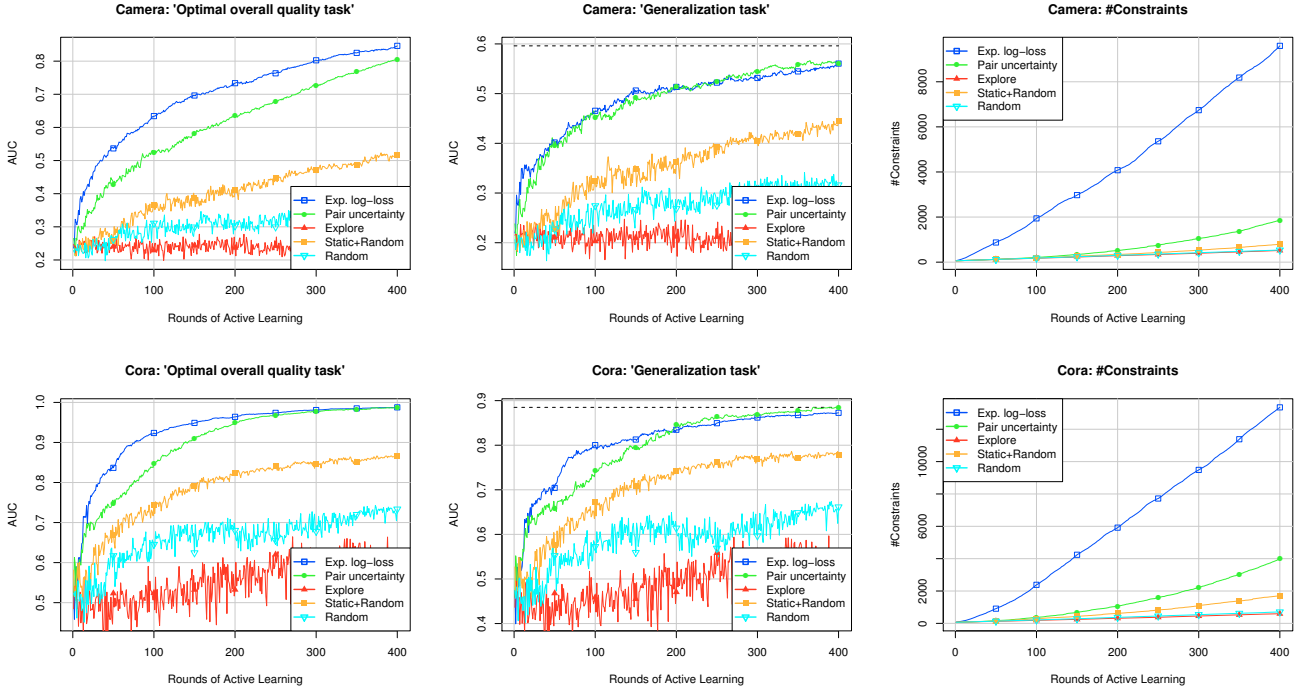 Camera: 'Optimal overall quality task'
AUC
0.2 0.3 0.4 0.5 0.6 0.7 0.8
Exp. log−loss
Pair uncertainty
Explore
Static+Random
Random
0 100 200 300 400
Rounds of Active Learning
Camera: 'Generalization task'
AUC
0.2 0.3 0.4 0.5 0.6
Exp. log−loss
Pair uncertainty
Explore
Static+Random
Random
0 100 200 300 400
Rounds of Active Learning
Camera: #Constraints
#Constraints
0 2000 4000 6000 8000
Exp. log−loss
Pair uncertainty
Explore
Static+Random
Random
0 100 200 300 400
Rounds of Active Learning
Cora: 'Optimal overall quality task'
AUC
0.5 0.6 0.7 0.8 0.9 1.0
Exp. log−loss
Pair uncertainty
Explore
Static+Random
Random
0 100 200 300 400
Rounds of Active Learning
Cora: 'Generalization task'
AUC
0.4 0.5 0.6 0.7 0.8 0.9
Exp. log−loss
Pair uncertainty
Explore
Static+Random
Random
0 100 200 300 400
Rounds of Active Learning
Cora: #Constraints
#Constraints
0 2000 6000 10000
Exp. log−loss
Pair uncertainty
Explore
Static+Random
Random
0 100 200 300 400
Rounds of Active Learning